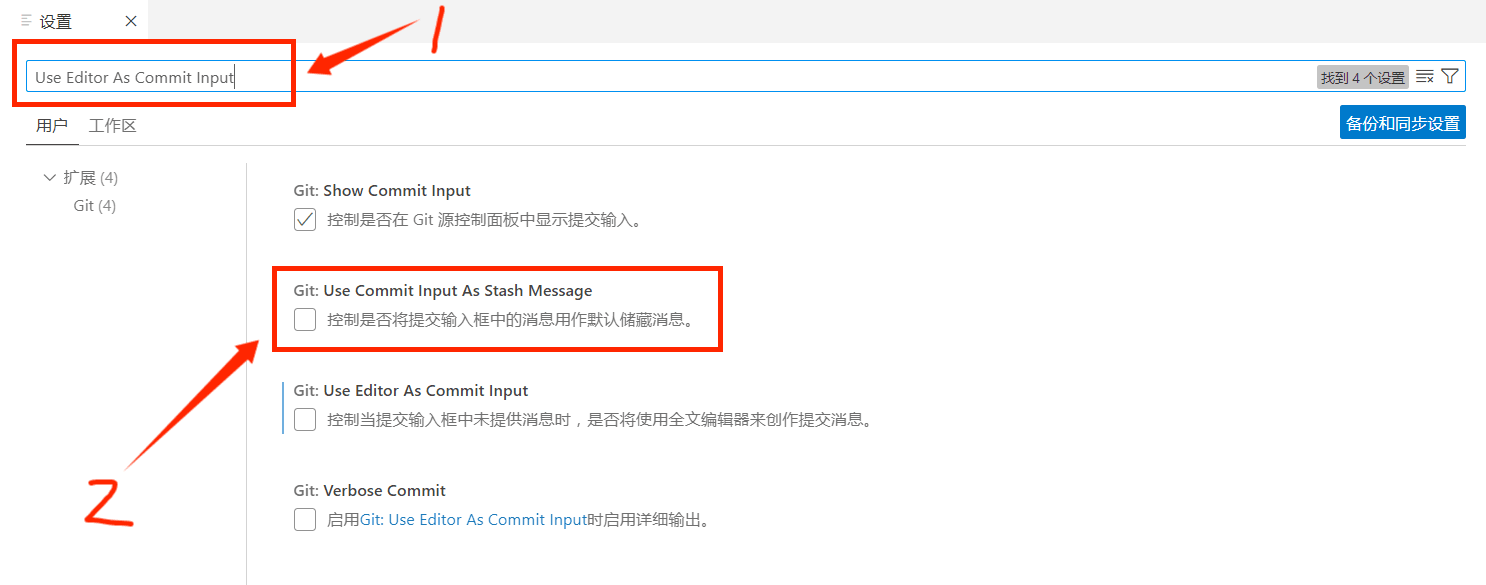 设置
1
Use Editor As Commit Input
找到 4 个设置
用户 工作区
备份和同步设置
扩展 (4)
Git (4)
Git: Show Commit Input
控制是否在 Git 源控制面板中显示提交输入。
Git: Use Commit Input As Stash Message
控制是否将提交输入框中的消息用作默认储藏消息。
2
Git: Use Editor As Commit Input
控制当提交输入框中未提供消息时，是否将使用全文编辑器来创作提交消息。
Git: Verbose Commit
启用Git: Use Editor As Commit Input时启用详细输出。